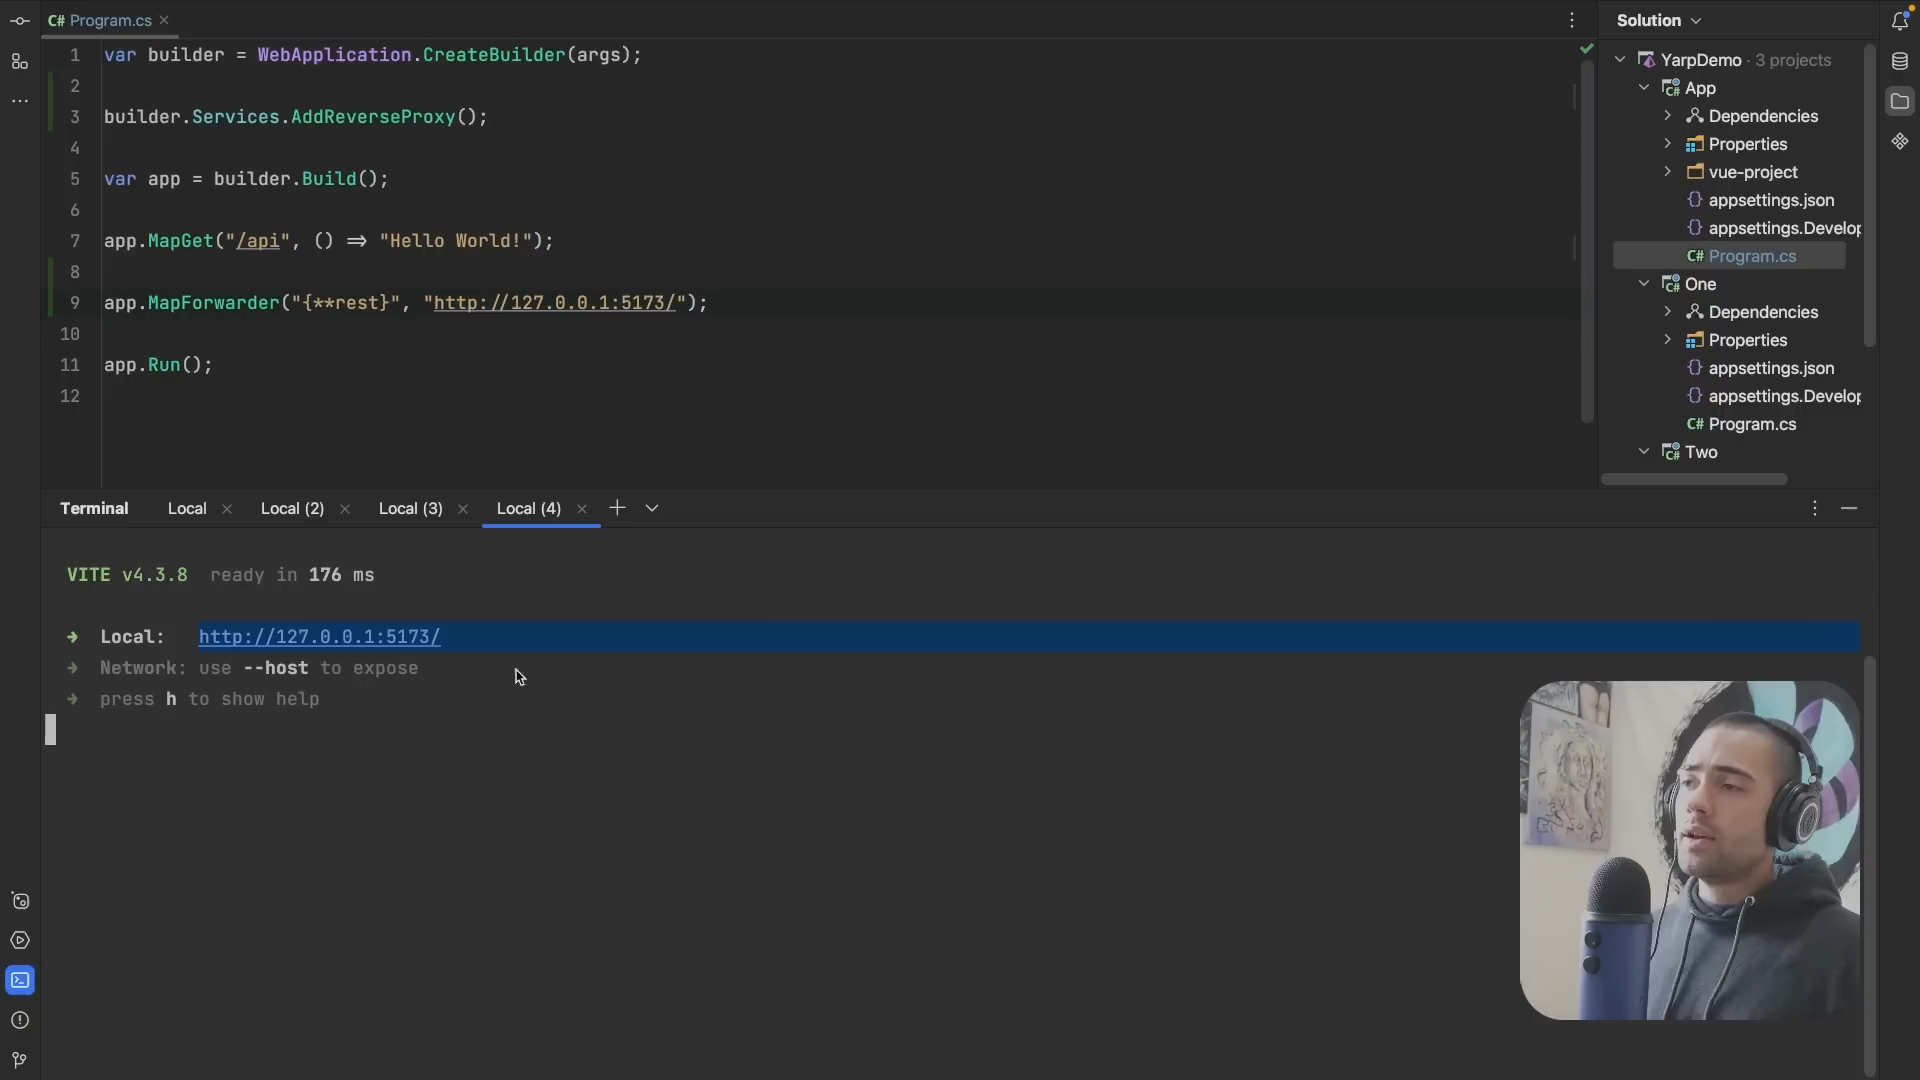 C# Program.cs
1 var builder = WebApplication.CreateBuilder(args);
2
3 builder.Services.AddReverseProxy();
4
5 var app = builder.Build();
6
7 app.MapGet("/api", () => "Hello World!");
8
9 app.MapForwarder("{**rest}", "http://127.0.0.1:5173/");
10
11 app.Run();
12
Solution
YarpDemo · 3 projects
C# App
Dependencies
Properties
vue-project
{} appsettings.json
{} appsettings.Develop
C# Program.cs
C# One
Dependencies
Properties
{} appsettings.json
{} appsettings.Develop
C# Program.cs
C# Two
Terminal Local Local (2) Local (3) Local (4)
VITE v4.3.8 ready in 176 ms
➜ Local: http://127.0.0.1:5173/
➜ Network: use --host to expose
➜ press h to show help